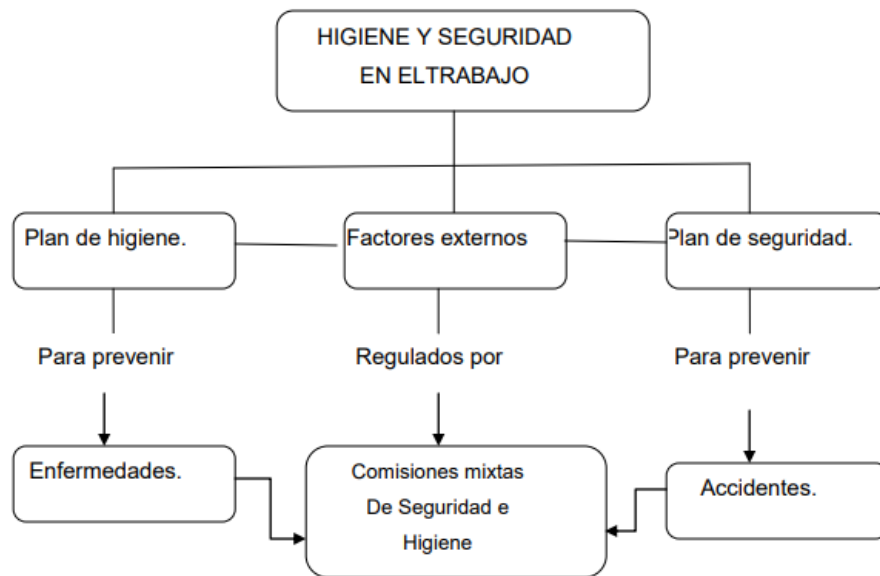 HIGIENE Y SEGURIDAD
EN ELTRABAJO
Plan de higiene.
Factores externos
Plan de seguridad.
Para prevenir
Regulados por
Para prevenir
Enfermedades.
Comisiones mixtas
De Seguridad e
Higiene
Accidentes.